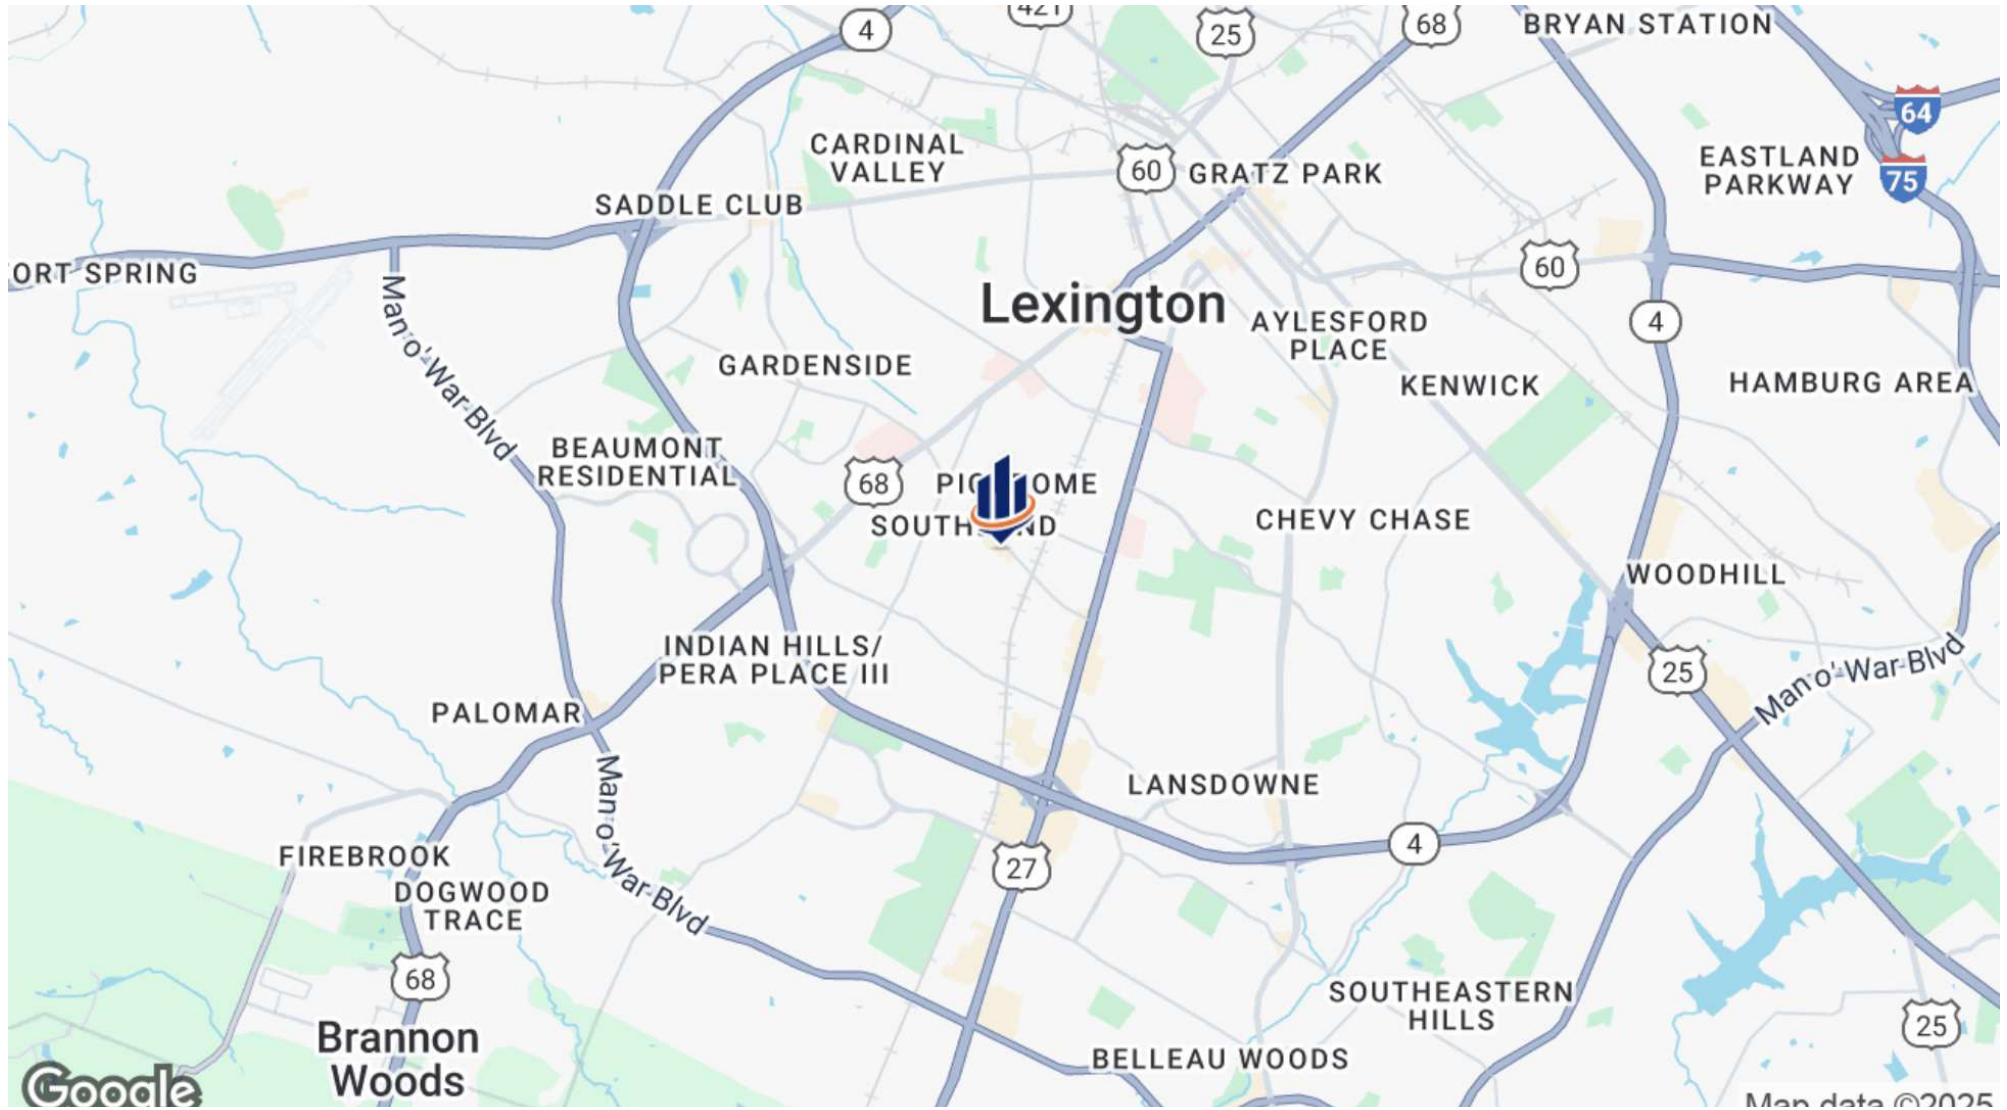 4
421
25
68
BRYAN STATION
64
CARDINAL
VALLEY
60
GRATZ PARK
EASTLAND
PARKWAY
75
SADDLE CLUB
ORT SPRING
60
Man o' War Blvd
Lexington
AYLESFORD
PLACE
4
GARDENSIDE
KENWICK
HAMBURG AREA
BEAUMONT
RESIDENTIAL
68
CHEVY CHASE
WOODHILL
INDIAN HILLS/
PERA PLACE III
25
Man o' War Blvd
PALOMAR
Man o' War Blvd
LANSDOWNE
4
FIREBROOK
27
DOGWOOD
TRACE
68
SOUTHEASTERN
HILLS
25
Brannon
Woods
BELLEAU WOODS
Google
Map data ©2025